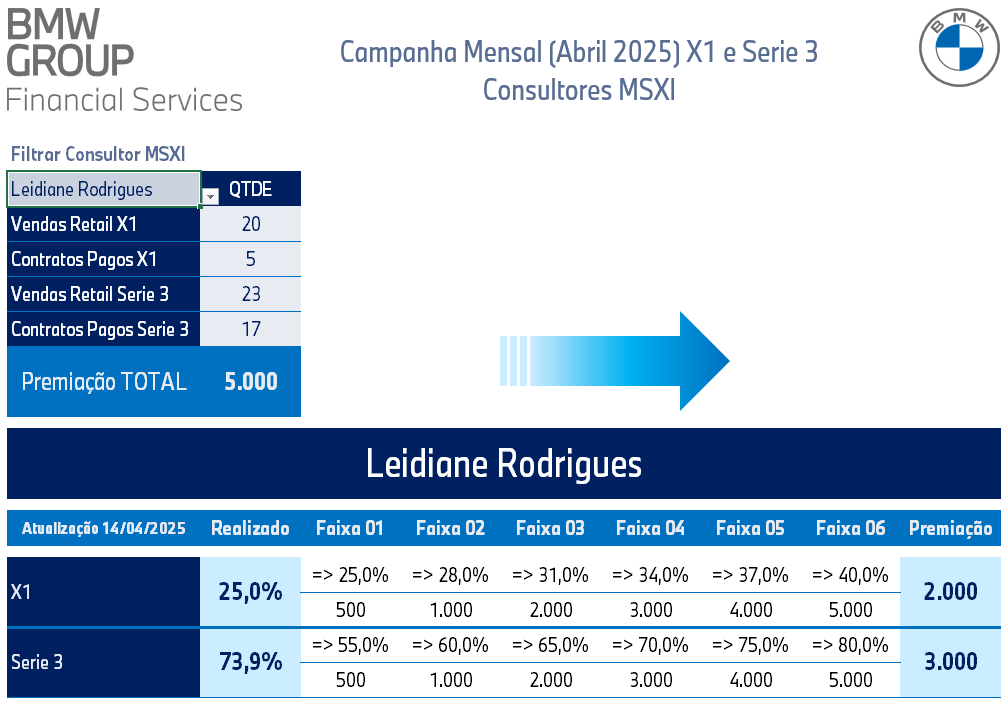 BMW
GROUP
Financial Services
Campanha Mensal (Abril 2025) X1 e Serie 3
Consultores MSXI
BMW
Filtrar Consultor MSXI
Leidiane Rodrigues QTDE
Vendas Retail X1 20
Contratos Pagos X1 5
Vendas Retail Serie 3 23
Contratos Pagos Serie 3 17
Premiação TOTAL 5.000
Leidiane Rodrigues
Atualização 14/04/2025 Realizado Faixa 01 Faixa 02 Faixa 03 Faixa 04 Faixa 05 Faixa 06 Premiação
X1 25,0% => 25,0% => 28,0% => 31,0% => 34,0% => 37,0% => 40,0% 2.000
500 1.000 2.000 3.000 4.000 5.000
Serie 3 73,9% => 55,0% => 60,0% => 65,0% => 70,0% => 75,0% => 80,0% 3.000
500 1.000 2.000 3.000 4.000 5.000